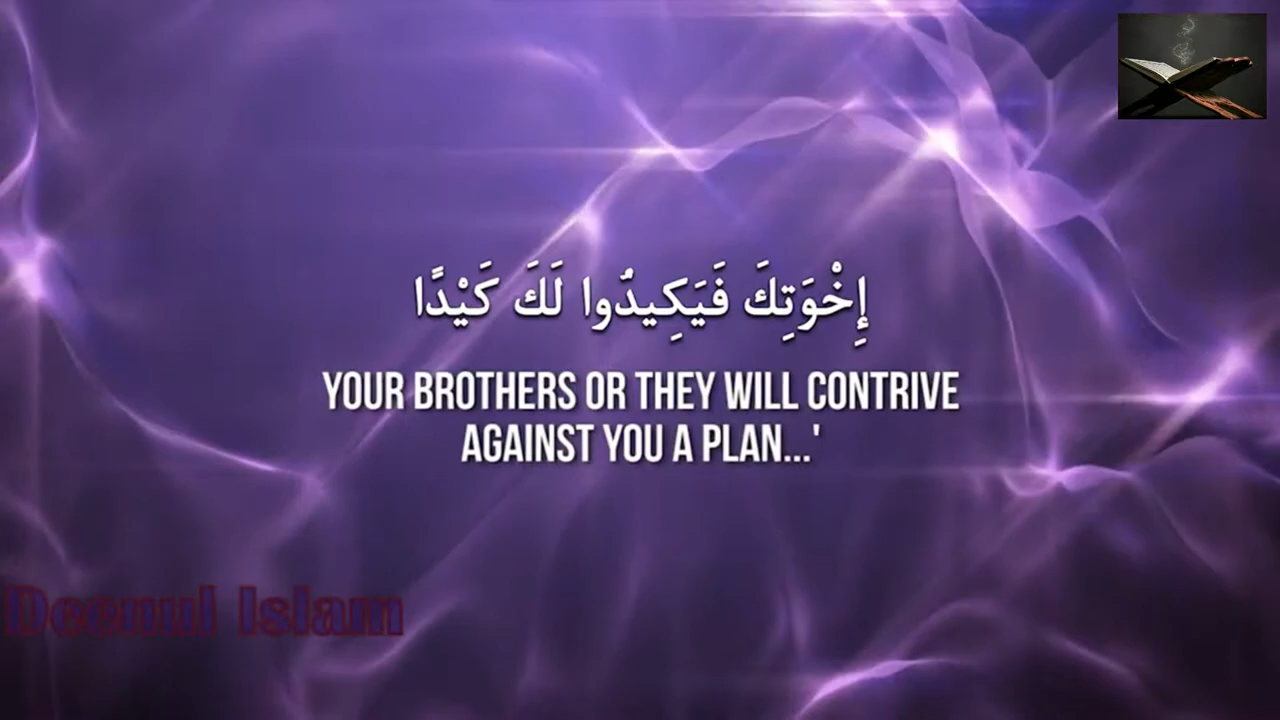 إِخْوَتِكَ فَيَكِيدُوا لَكَ كَيْدًا
YOUR BROTHERS OR THEY WILL CONTRIVE
AGAINST YOU A PLAN...'
Deenul Islam